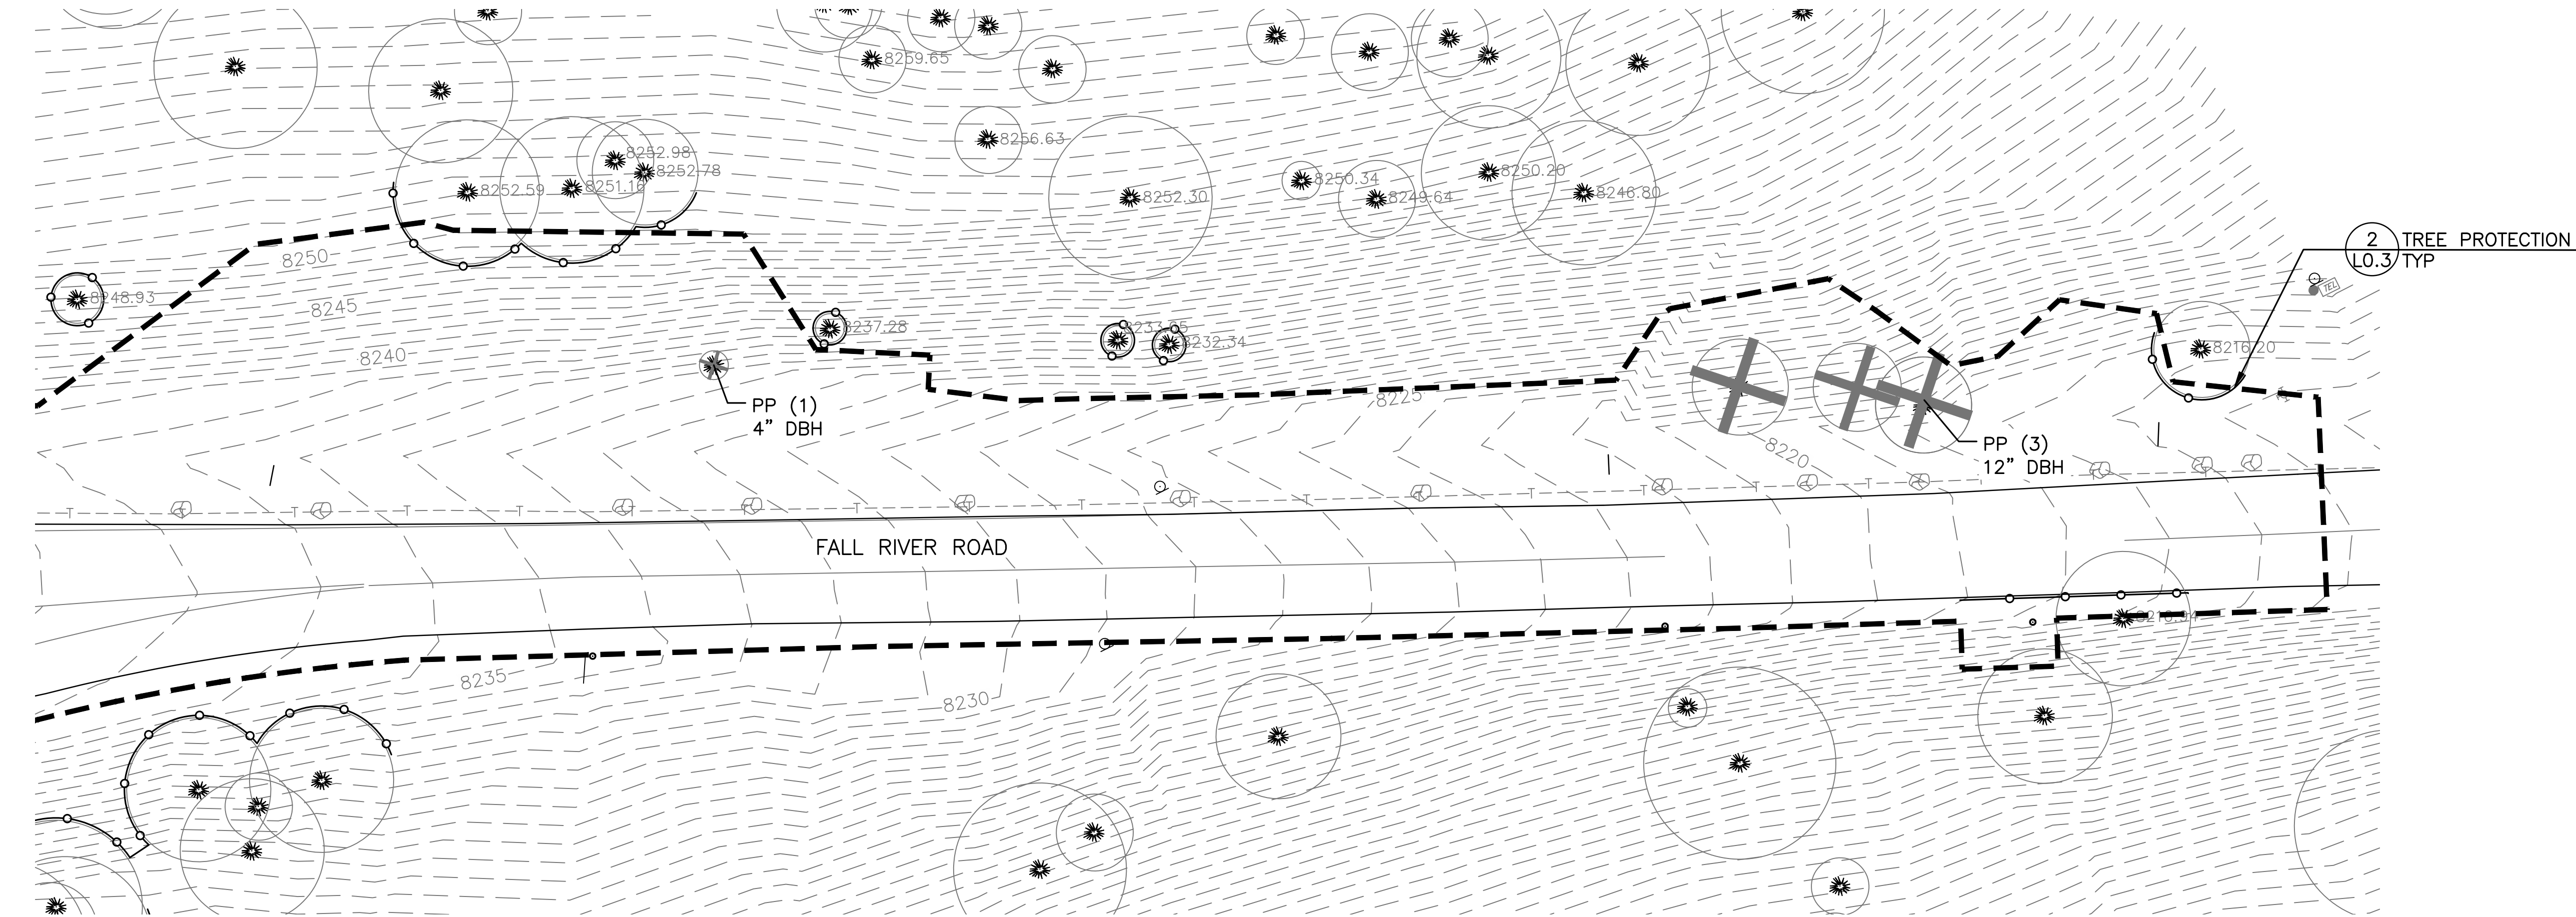 8259.65
8256.63
8252.98
8252.78
8252.59
8251.16
8252.30
8250.34
8249.64
8250.20
8246.80
2
L0.3
TREE PROTECTION
TYP
8250
TEL
8248.93
8245
8237.28
8232.34
8216.20
8240
8225
PP (1)
4” DBH
8220
PP (3)
12” DBH
T T T T T T T T T T T T T T T
FALL RIVER ROAD
8235
8230